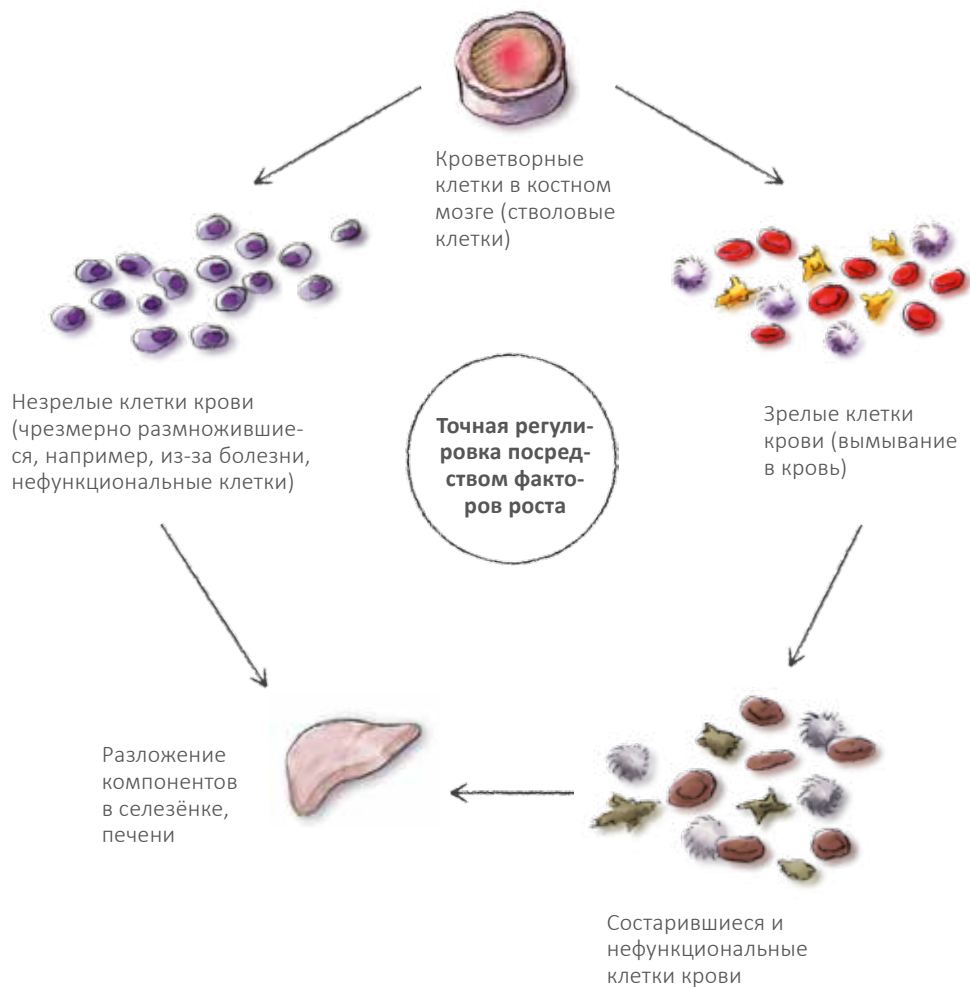 Кроветворные
клетки в костном
мозге (стволовые
клетки)
Незрелые клетки крови
(чрезмерно размножившие-
ся, например, из-за болезни,
нефункциональные клетки)
Точная регули-
ровка посред-
ством факто-
ров роста
Зрелые клетки
крови (вымывание
в кровь)
Разложение
компонентов
в селезёнке,
печени
Состарившиеся и
нефункциональные
клетки крови